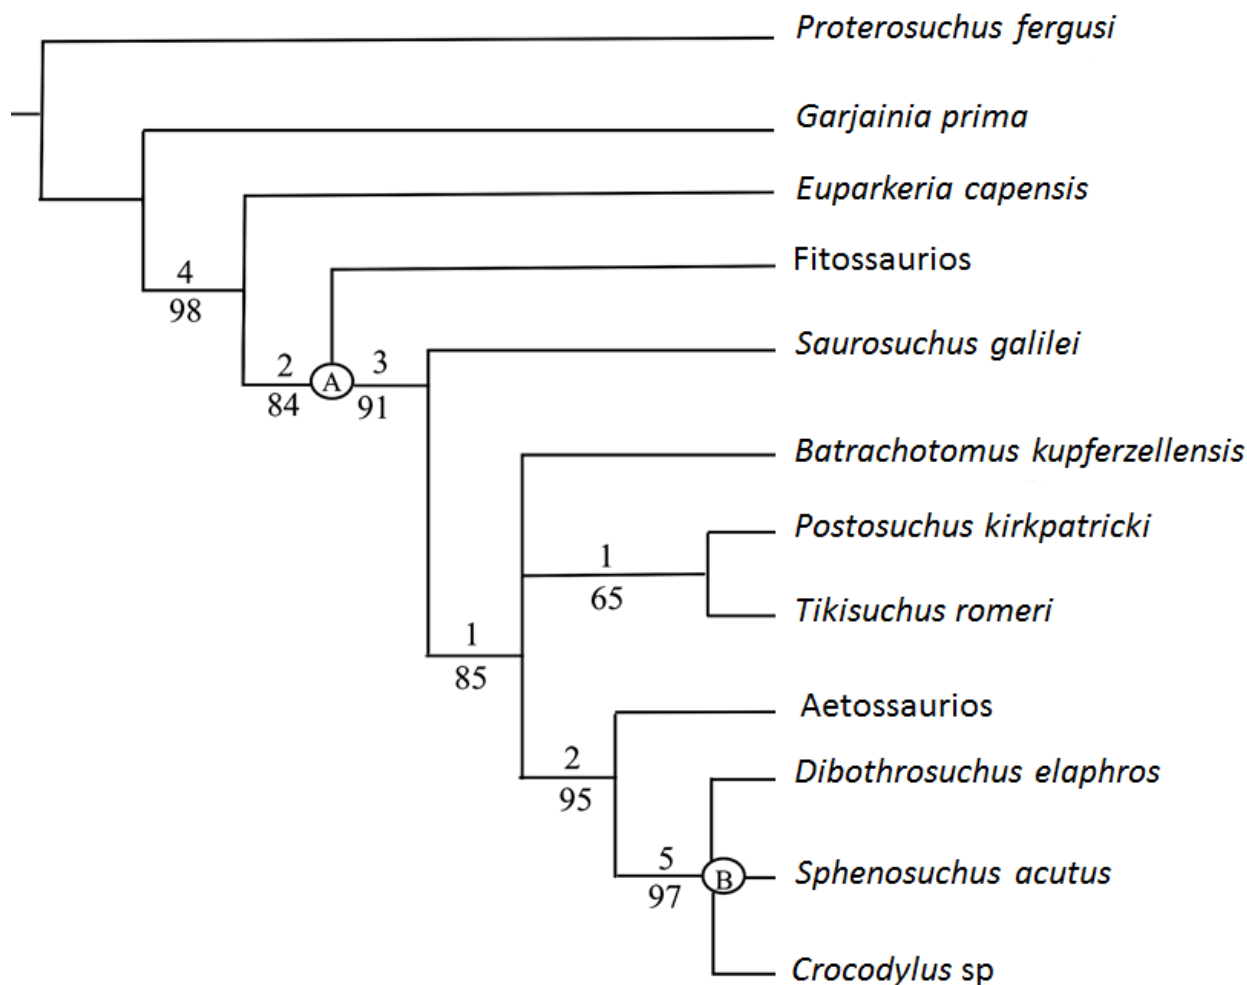 Proterosuchus fergusi
Garjainia prima
Euparkeria capensis
4
98
Fitossaurios
2
84
A
3
91
Saurosuchus galilei
Batrachotomus kupferzellensis
Postosuchus kirkpatricki
1
65
Tikisuchus romeri
1
85
Aetossaurios
2
95
Dibothrosuchus elaphros
5
97
B
Sphenosuchus acutus
Crocodylus sp